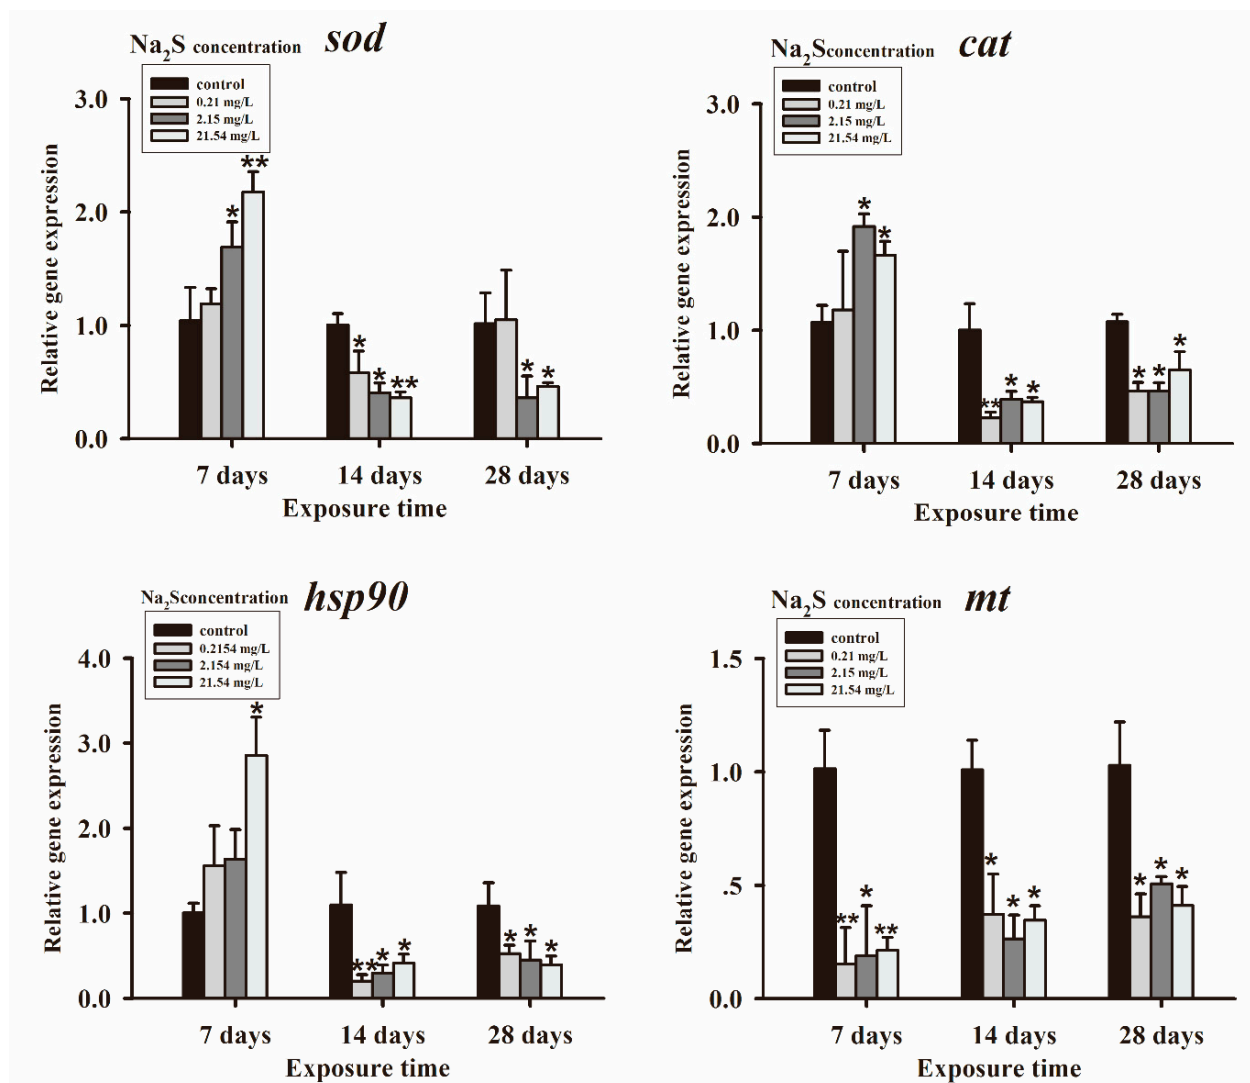 Na2S concentration sod
control
0.21 mg/L
2.15 mg/L
21.54 mg/L
3.0
2.0
1.0
0.0
Relative gene expression
** 
*
*
*
**
*
*
7 days 14 days 28 days
Exposure time
Na2Sconcentration cat
control
0.21 mg/L
2.15 mg/L
21.54 mg/L
3.0
2.0
1.0
0.0
Relative gene expression
*
*
**
*
*
*
*
*
7 days 14 days 28 days
Exposure time
Na2Sconcentration hsp90
control
0.2154 mg/L
2.154 mg/L
21.54 mg/L
4.0
3.0
2.0
1.0
0.0
Relative gene expression
*
**
*
*
*
*
*
7 days 14 days 28 days
Exposure time
Na2S concentration mt
control
0.21 mg/L
2.15 mg/L
21.54 mg/L
1.5
1.0
.5
0.0
Relative gene expression
**
*
**
*
*
*
*
*
*
7 days 14 days 28 days
Exposure time